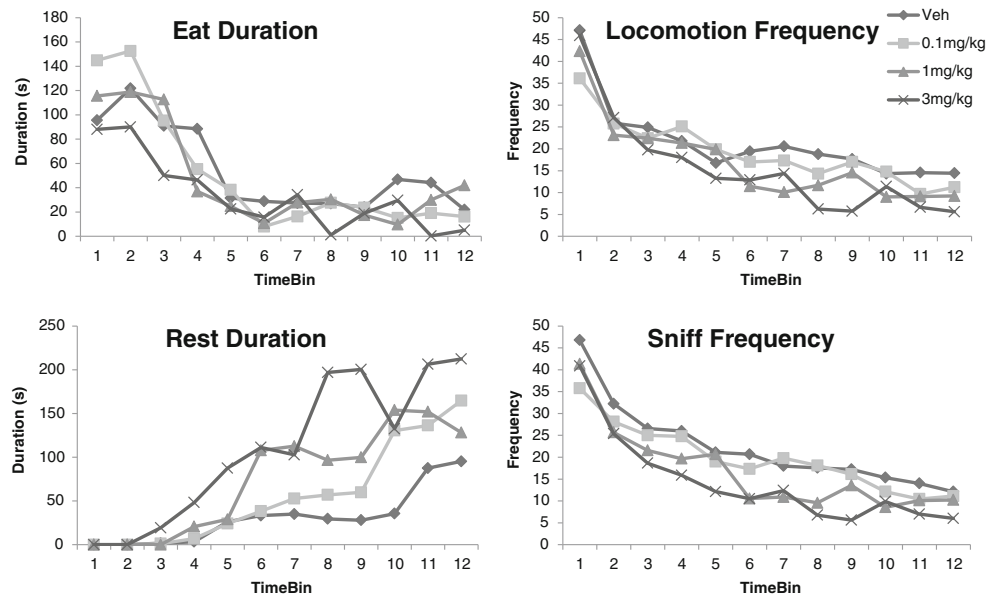 Eat Duration
Duration (s)
180
160
140
120
100
80
60
40
20
0
1 2 3 4 5 6 7 8 9 10 11 12
TimeBin
Locomotion Frequency
Frequency
50
45
40
35
30
25
20
15
10
5
0
1 2 3 4 5 6 7 8 9 10 11 12
TimeBin
Veh
0.1mg/kg
1mg/kg
3mg/kg
Rest Duration
Duration (s)
250
200
150
100
50
0
1 2 3 4 5 6 7 8 9 10 11 12
TimeBin
Sniff Frequency
Frequency
50
45
40
35
30
25
20
15
10
5
0
1 2 3 4 5 6 7 8 9 10 11 12
TimeBin